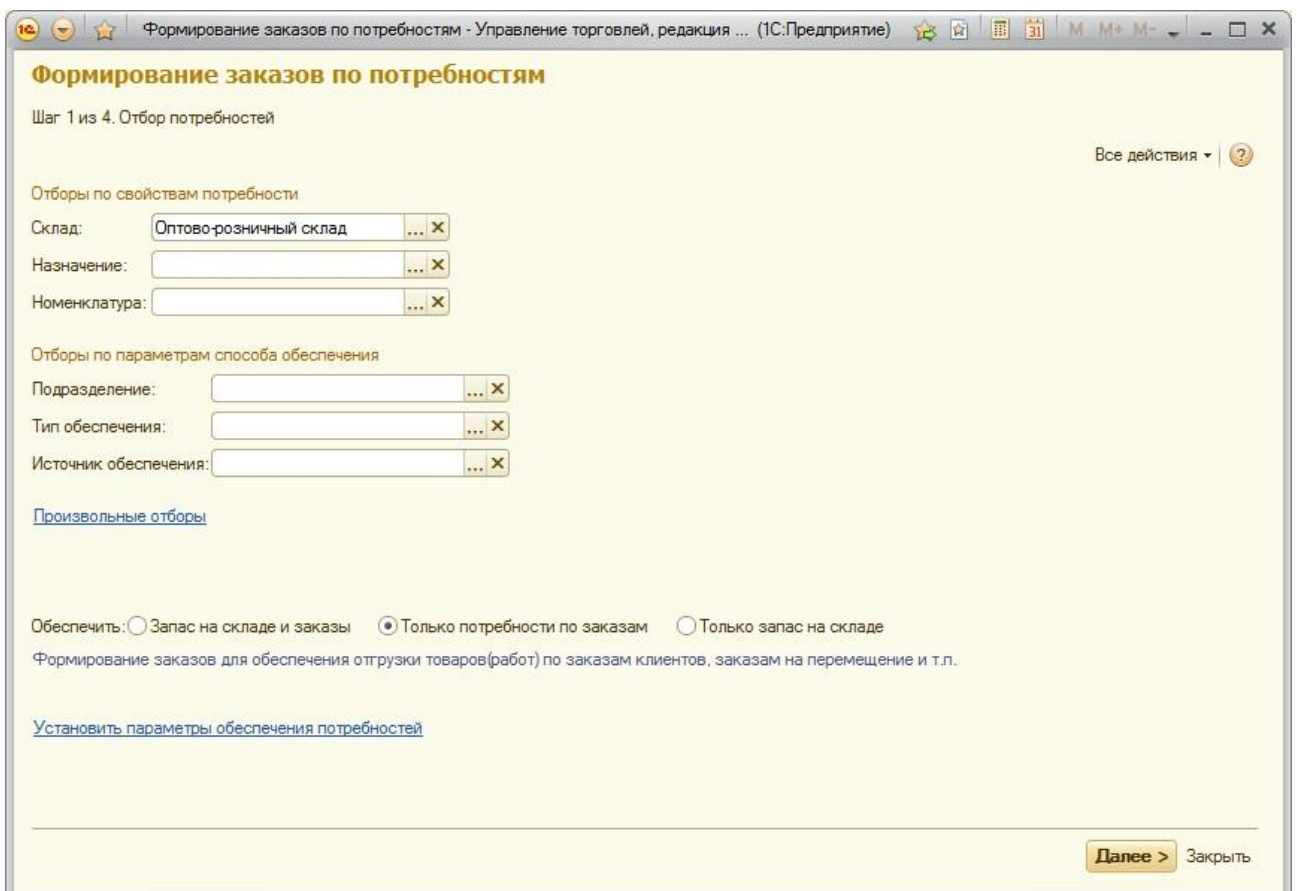 1С Формирование заказов по потребностям - Управление торговлей, редакция ... (1С:Предприятие) 31 M M+ M-
Формирование заказов по потребностям
Шаг 1 из 4. Отбор потребностей
Все действия ?
Отборы по свойствам потребности
Склад: Оптово-розничный склад ... X
Назначение: ... X
Номенклатура: ... X
Отборы по параметрам способа обеспечения
Подразделение: ... X
Тип обеспечения: ... X
Источник обеспечения: ... X
Произвольные отборы
Обеспечить: Запас на складе и заказы Только потребности по заказам Только запас на складе
Формирование заказов для обеспечения отгрузки товаров(работ) по заказам клиентов, заказам на перемещение и т.п.
Установить параметры обеспечения потребностей
Далее > Закрыть